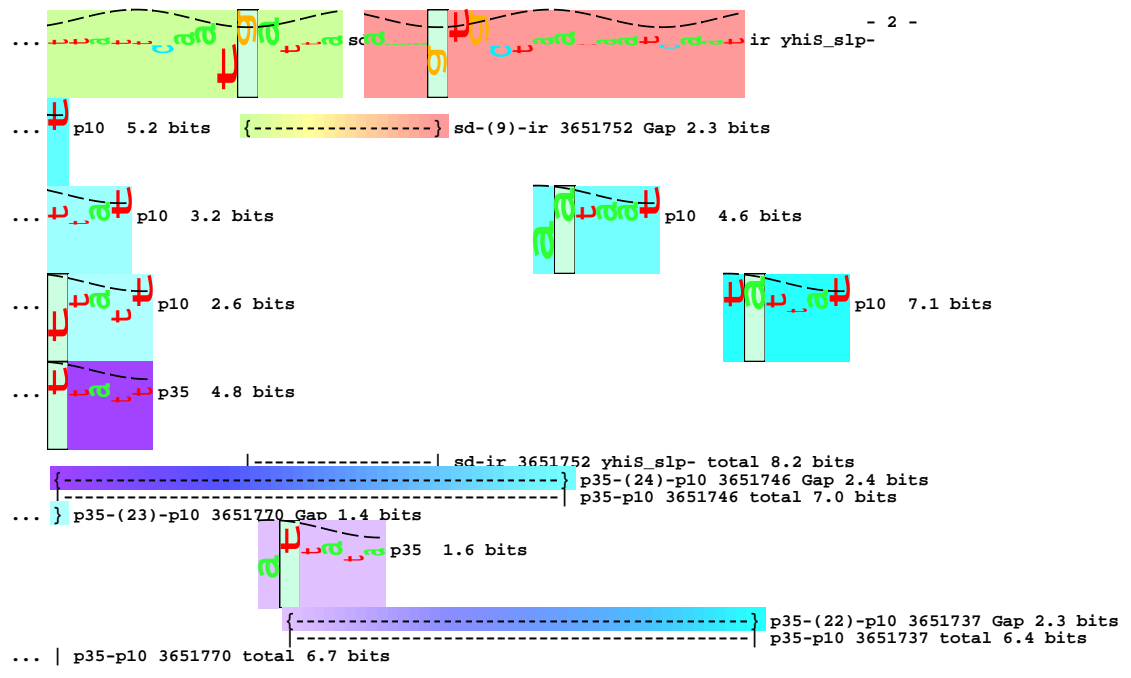 - 2 -
... t t a t t c a a t g a t t a sd a g t g c t a a a a t c a a t ir yhiS_slp-
... t p10 5.2 bits {------------------} sd-(9)-ir 3651752 Gap 2.3 bits
... t t a t p10 3.2 bits a a t a a t p10 4.6 bits
... t t a t t p10 2.6 bits t a t t a t p10 7.1 bits
... t t a t t p35 4.8 bits
|------------------| sd-ir 3651752 yhiS_slp- total 8.2 bits
{------------------------------------------------} p35-(24)-p10 3651746 Gap 2.4 bits
|------------------------------------------------| p35-p10 3651746 total 7.0 bits
... } p35-(23)-p10 3651770 Gap 1.4 bits
a t t a t a p35 1.6 bits
{--------------------------------------------} p35-(22)-p10 3651737 Gap 2.3 bits
|--------------------------------------------| p35-p10 3651737 total 6.4 bits
... | p35-p10 3651770 total 6.7 bits